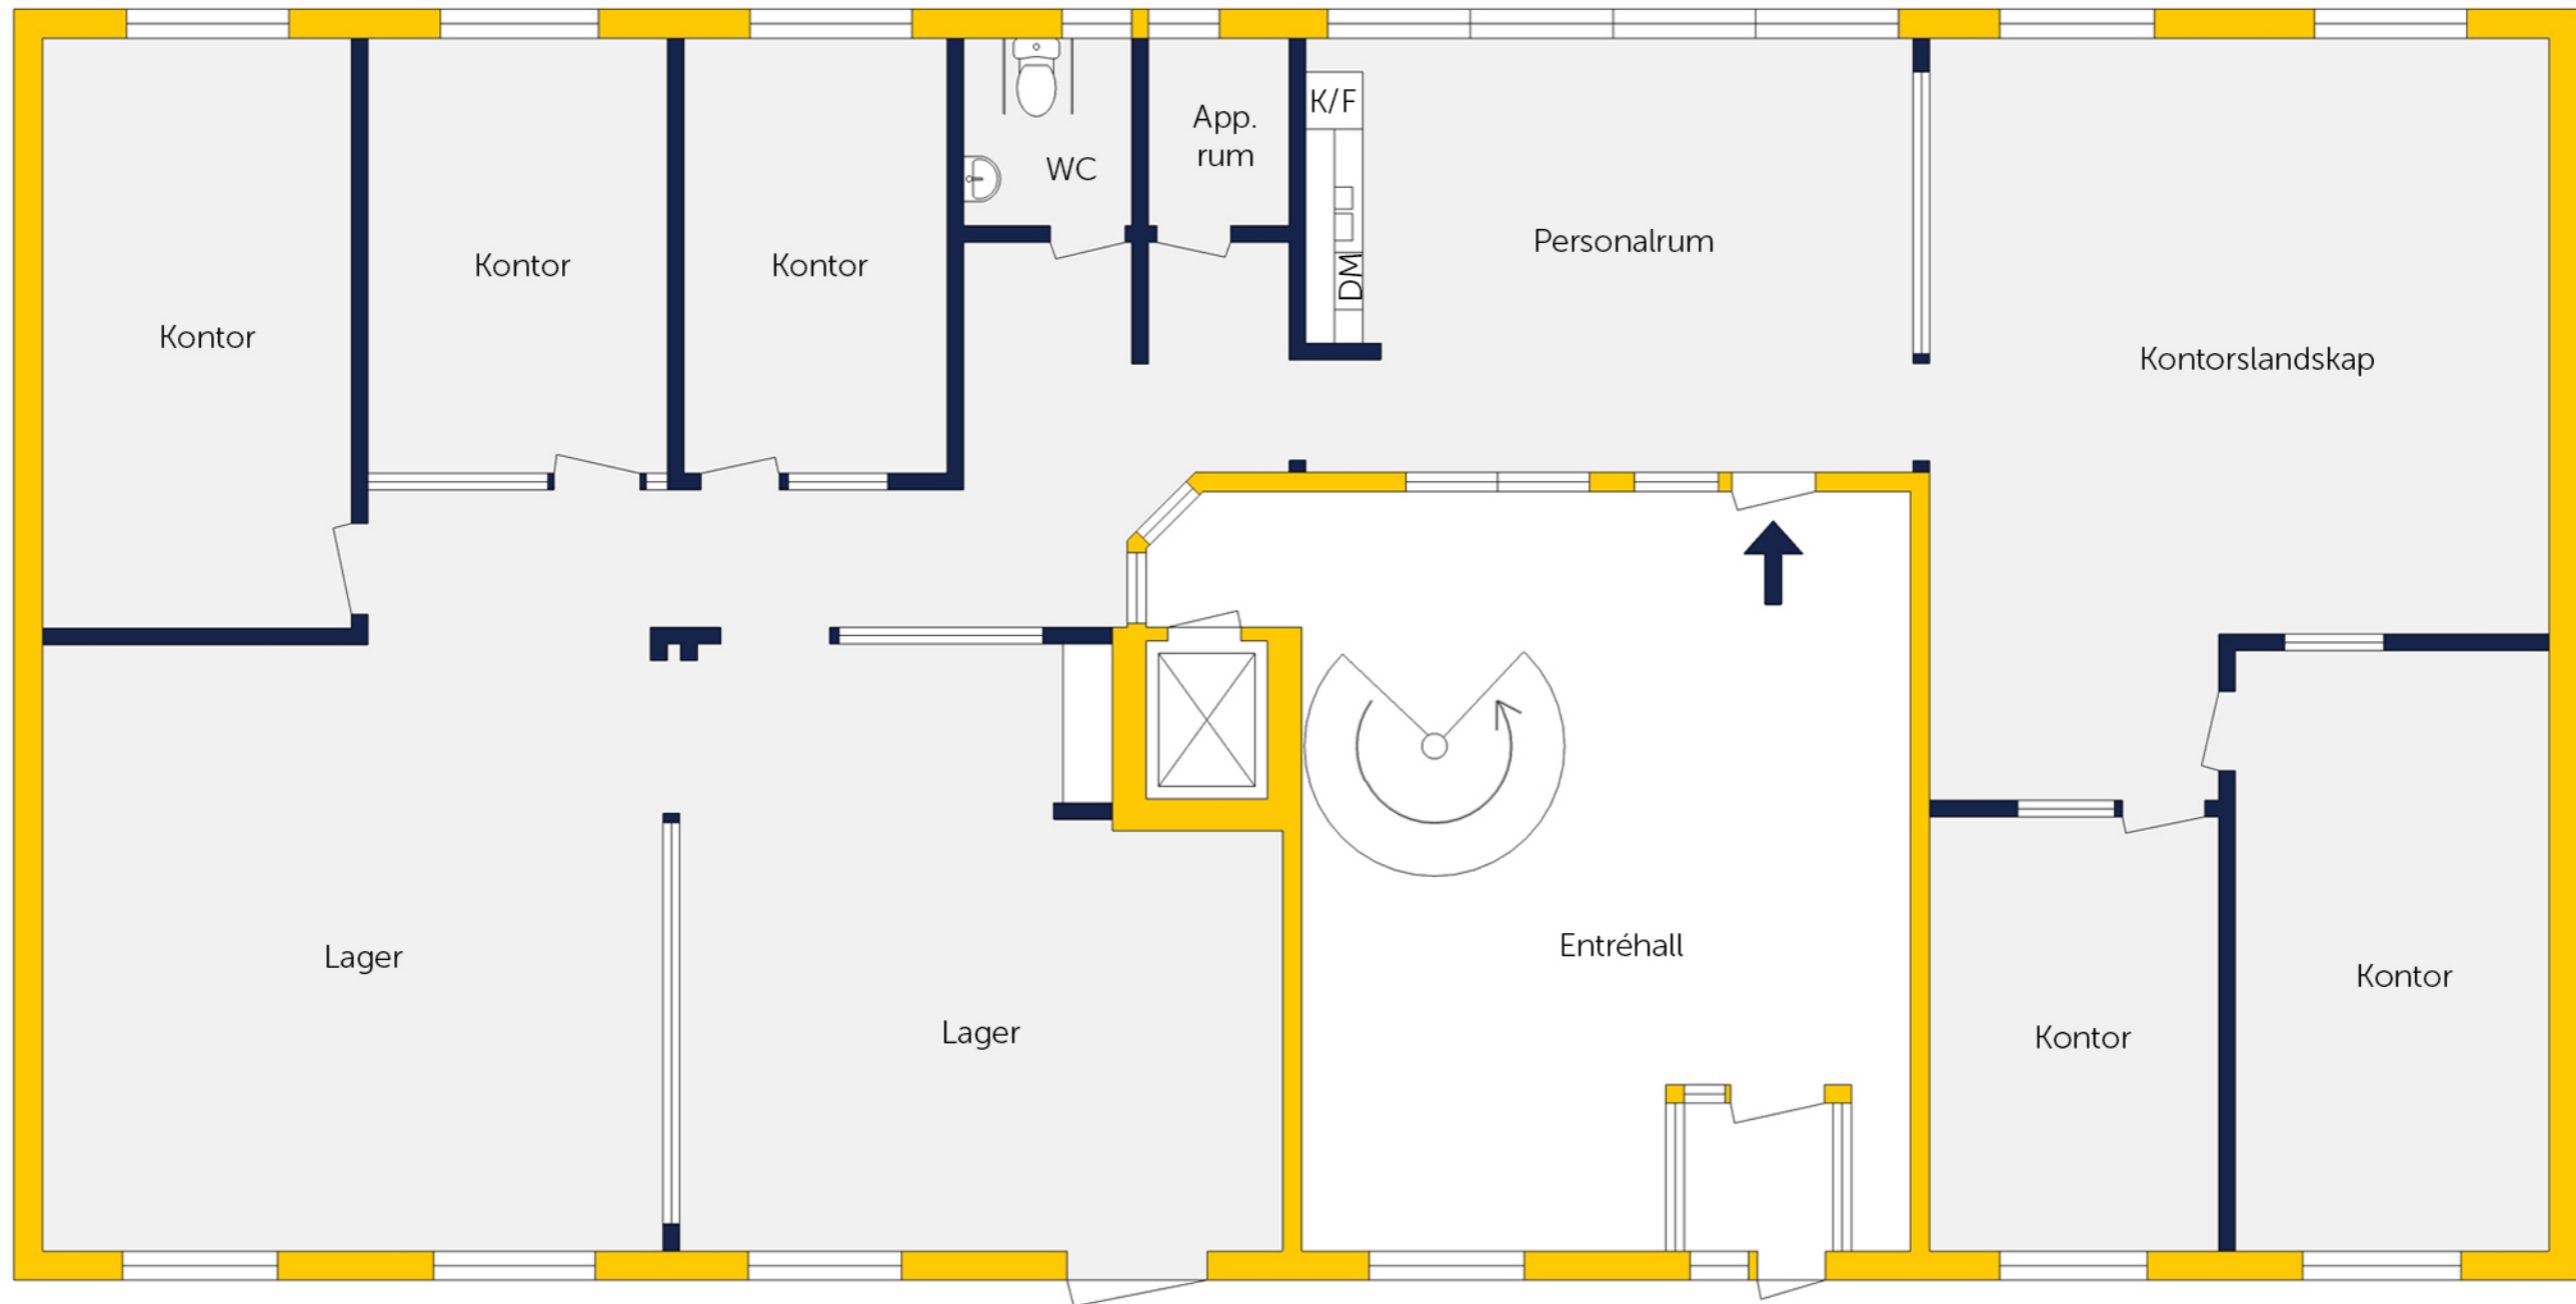 K/F
App.
rum
WC
Personalrum
Kontor
Kontor
Kontor
DM
Kontorslandskap
Lager
Lager
Entréhall
Kontor
Kontor